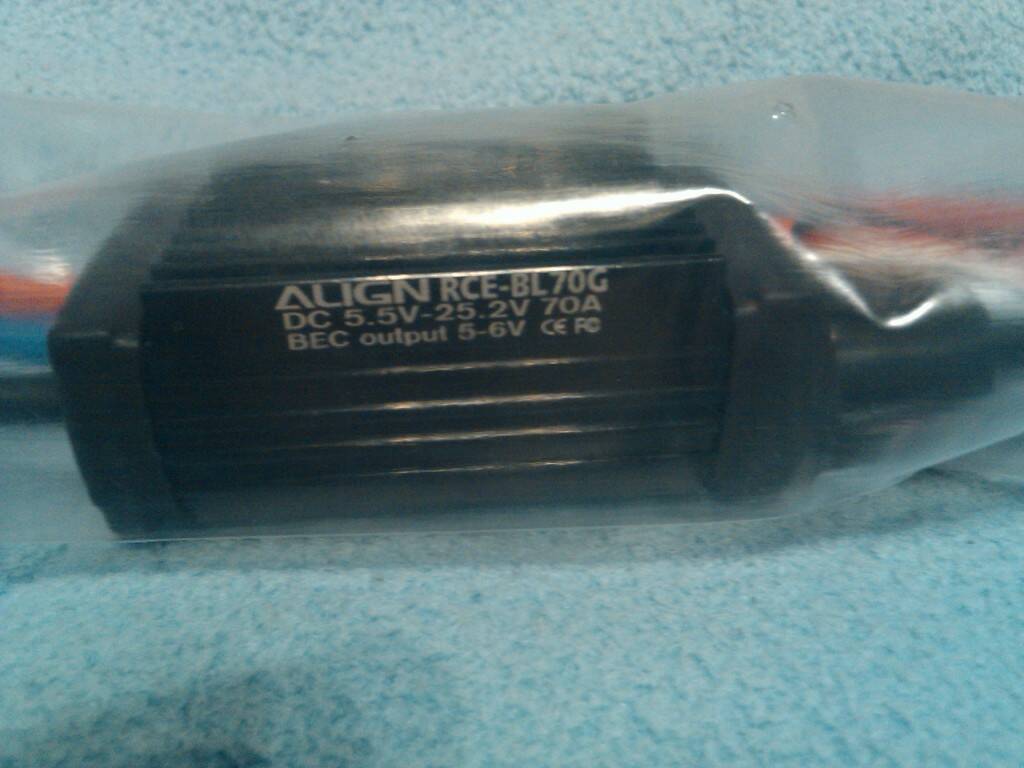 ALIGN RCE-BL70G
DC 5.5V-25.2V 70A
BEC output 5-6V CE FC